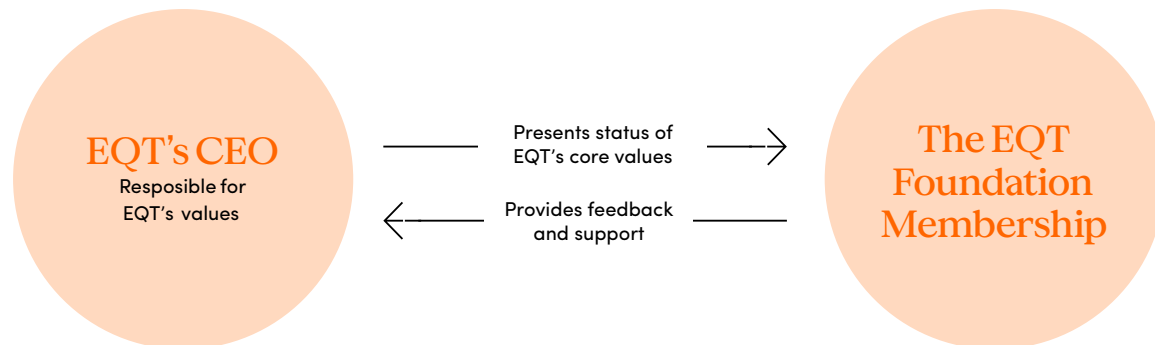 EQT's CEO
Resposible for
EQT's values
Presents status of
EQT's core values
Provides feedback
and support
The EQT
Foundation
Membership